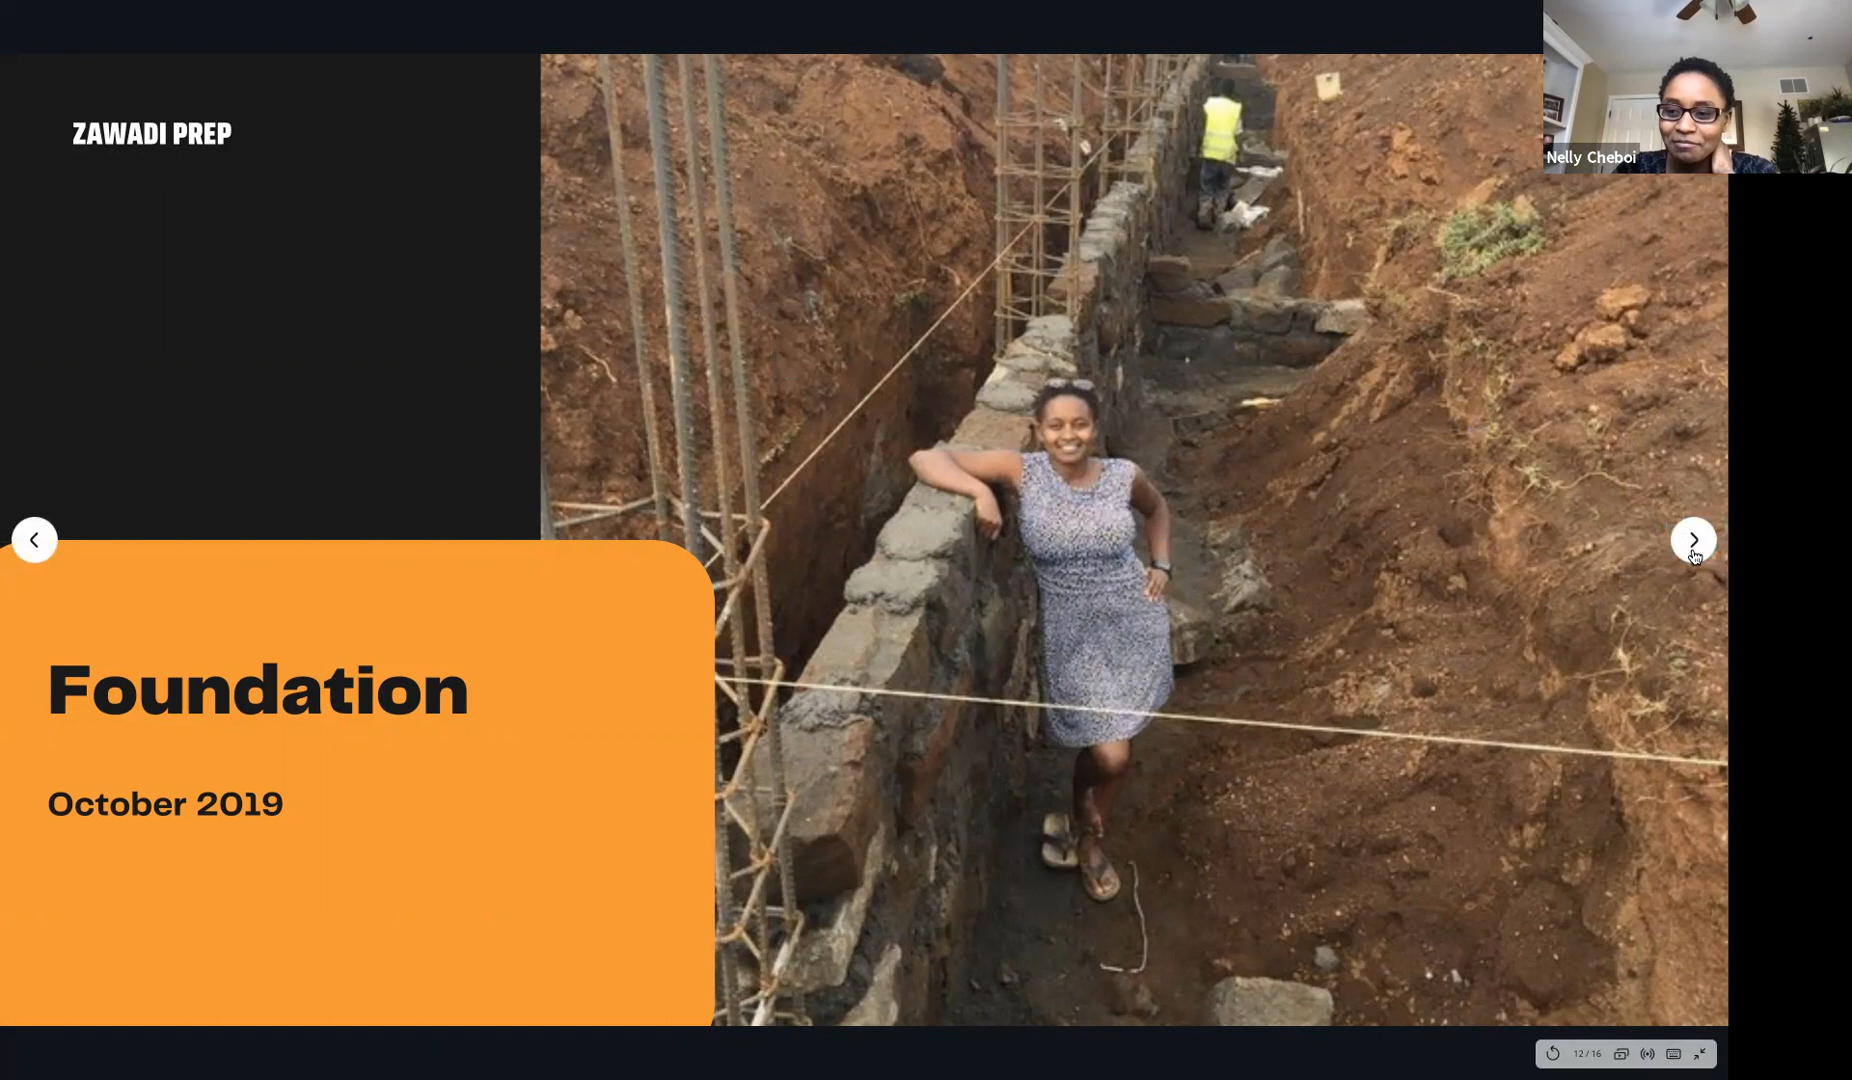 ZAWADI PREP
Nelly Cheboi
Foundation
October 2019
12 / 16